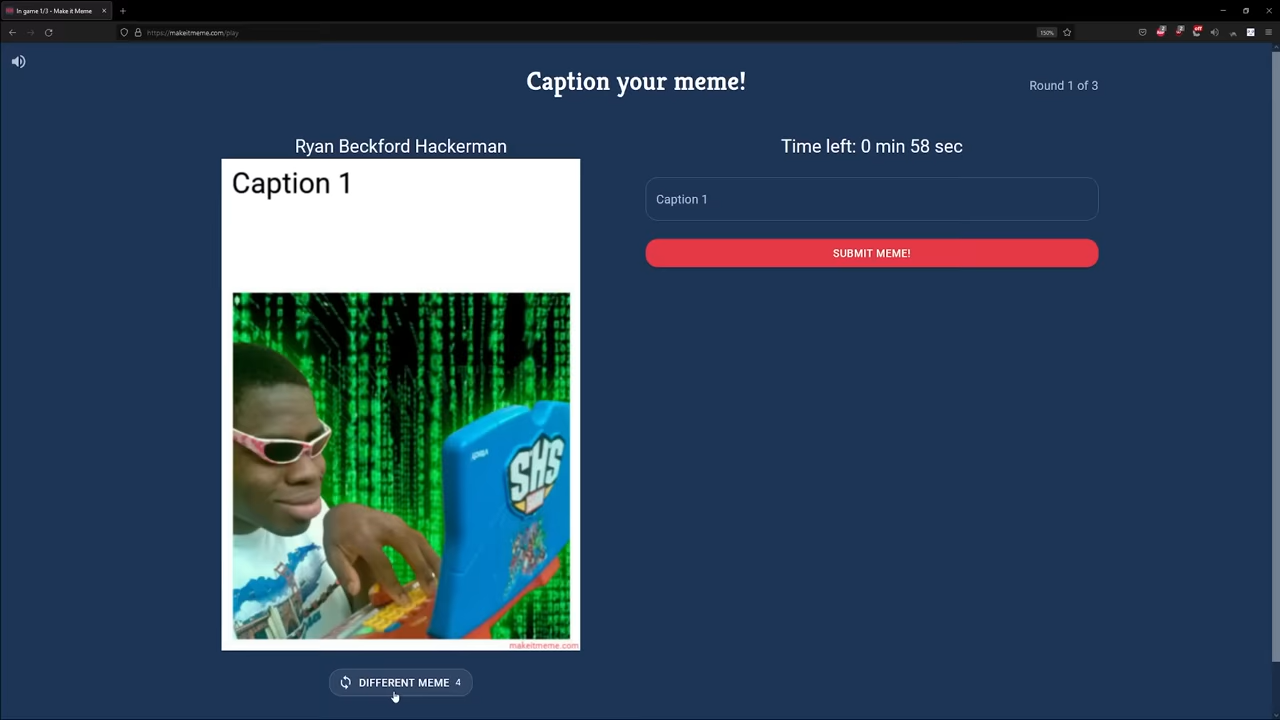 In game 1/3 - Make it Meme
https://makeitmeme.com/play
150%
Caption your meme!
Round 1 of 3
Ryan Beckford Hackerman
Time left: 0 min 58 sec
Caption 1
Caption 1
SUBMIT MEME!
vtech
SHS
makeitmeme.com
DIFFERENT MEME 4